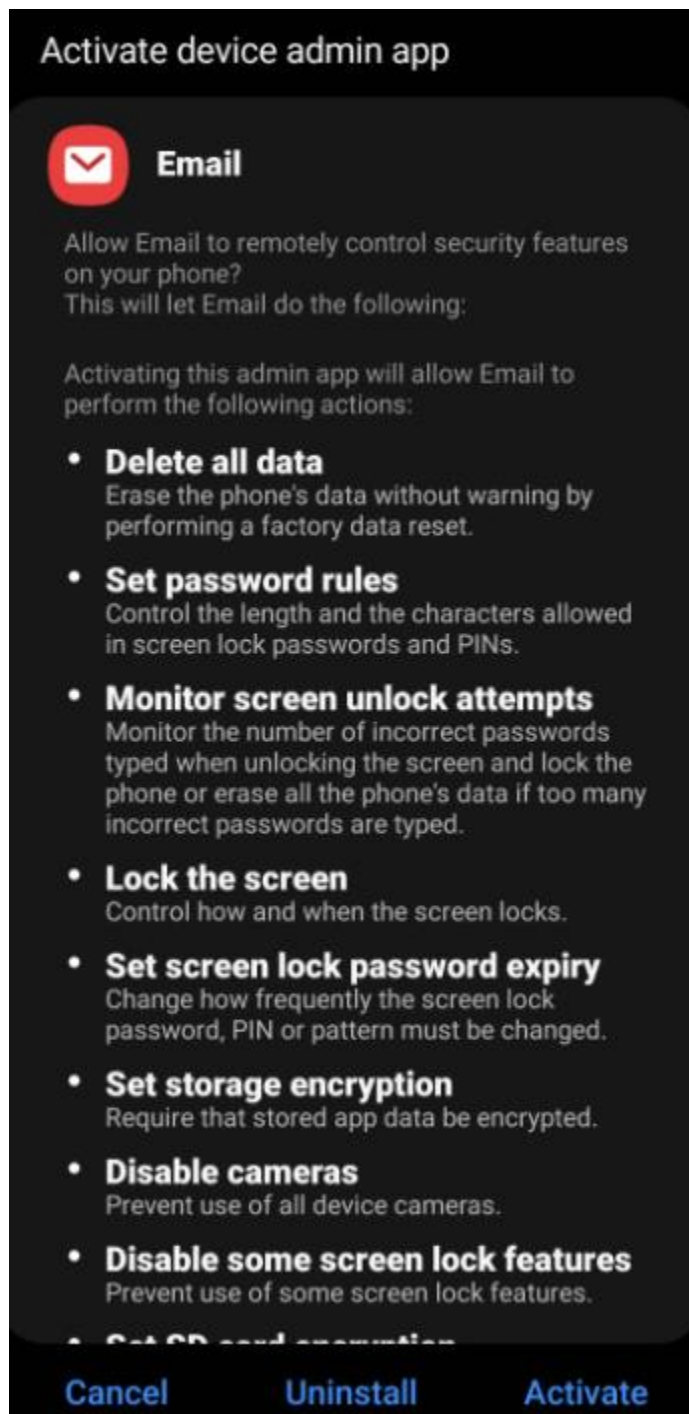 Activate device admin app
Email
Allow Email to remotely control security features
on your phone?
This will let Email do the following:
Activating this admin app will allow Email to
perform the following actions:
• Delete all data
Erase the phone's data without warning by
performing a factory data reset.
• Set password rules
Control the length and the characters allowed
in screen lock passwords and PINs.
• Monitor screen unlock attempts
Monitor the number of incorrect passwords
typed when unlocking the screen and lock the
phone or erase all the phone's data if too many
incorrect passwords are typed.
• Lock the screen
Control how and when the screen locks.
• Set screen lock password expiry
Change how frequently the screen lock
password, PIN or pattern must be changed.
• Set storage encryption
Require that stored app data be encrypted.
• Disable cameras
Prevent use of all device cameras.
• Disable some screen lock features
Prevent use of some screen lock features.
• Set SD card encryption
Cancel Uninstall Activate